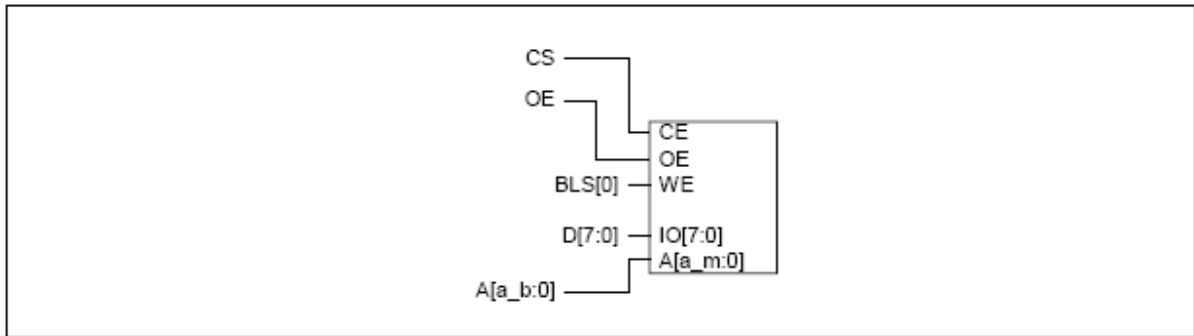 CS
OE
CE
OE
BLS[0] WE
D[7:0] IO[7:0]
A[a_m:0]
A[a_b:0]